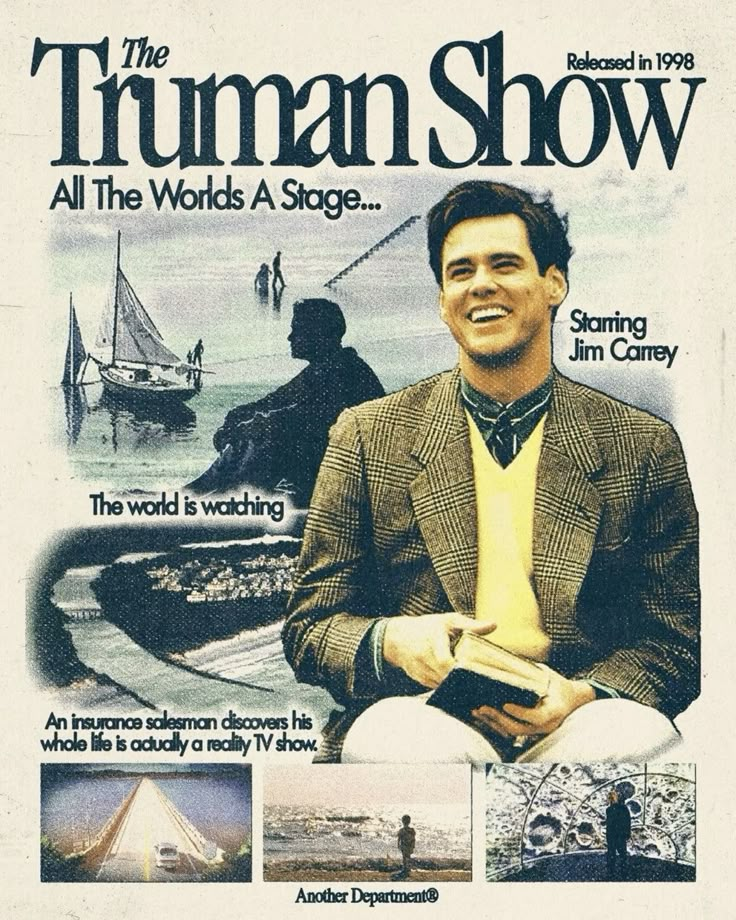 The
Truman Show
Released in 1998
All The Worlds A Stage...
Starring
Jim Carrey
The world is watching
An insurance salesman discovers his
whole life is actually a reality TV show.
Another Department®